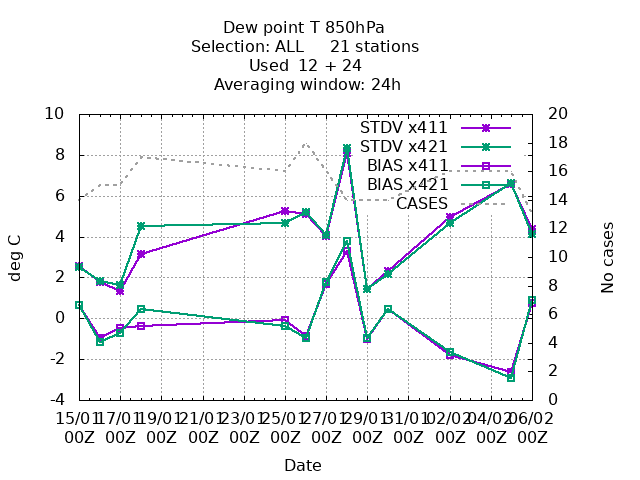 Dew point T 850hPa
Selection: ALL     21 stations
Used  12 + 24
Averaging window: 24h
10
8
6
4
2
0
-2
-4
20
18
16
14
12
10
8
6
4
2
0
STDV x411
STDV x421
BIAS x411
BIAS x421
CASES
deg C
No cases
15/01 17/01 19/01 21/01 23/01 25/01 27/01 29/01 31/01 02/02 04/02 06/02
00Z 00Z 00Z 00Z 00Z 00Z 00Z 00Z 00Z 00Z 00Z 00Z
Date